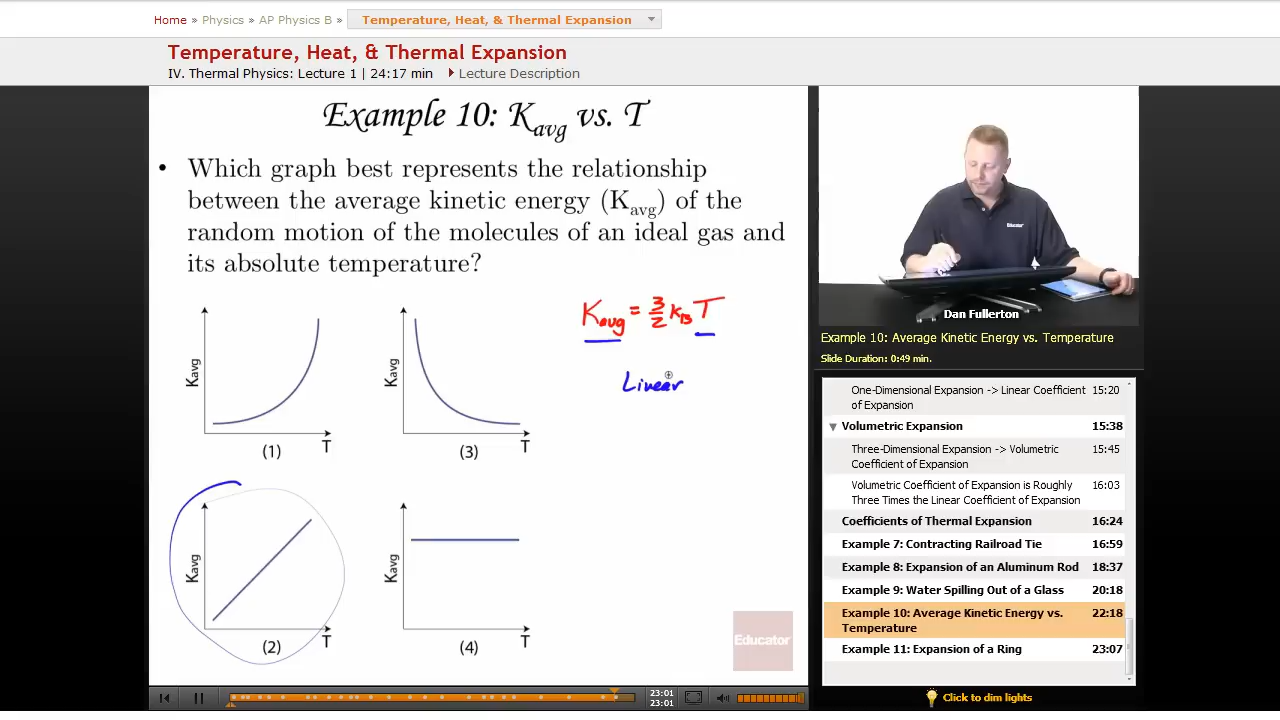 Home » Physics » AP Physics B » Temperature, Heat, & Thermal Expansion
Temperature, Heat, & Thermal Expansion
IV. Thermal Physics: Lecture 1 | 24:17 min Lecture Description
Example 10: Kavg vs. T
• Which graph best represents the relationship
between the average kinetic energy (Kavg) of the
random motion of the molecules of an ideal gas and
its absolute temperature?
Kavg = 3/2 kB T
Linear
Kavg
T
(1)
Kavg
T
(3)
Kavg
T
(2)
Kavg
T
(4)
Educator
Educator
Dan Fullerton
Example 10: Average Kinetic Energy vs. Temperature
Slide Duration: 0:49 min.
One-Dimensional Expansion -> Linear Coefficient 15:20
of Expansion
Volumetric Expansion 15:38
Three-Dimensional Expansion -> Volumetric 15:45
Coefficient of Expansion
Volumetric Coefficient of Expansion is Roughly 16:03
Three Times the Linear Coefficient of Expansion
Coefficients of Thermal Expansion 16:24
Example 7: Contracting Railroad Tie 16:59
Example 8: Expansion of an Aluminum Rod 18:37
Example 9: Water Spilling Out of a Glass 20:18
Example 10: Average Kinetic Energy vs. 22:18
Temperature
Example 11: Expansion of a Ring 23:07
23:01
23:01
Click to dim lights